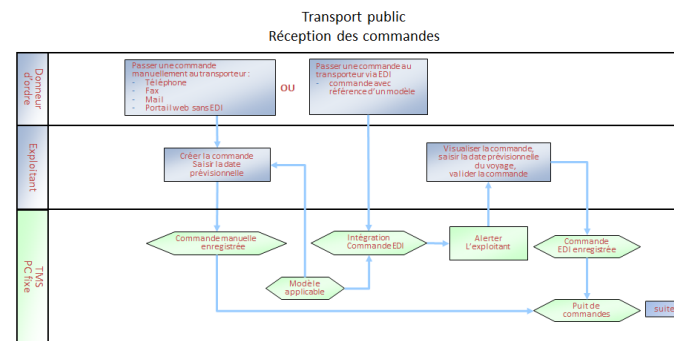 Transport public
Réception des commandes
Donneur
d'ordre
Passer une commande
manuellement au transporteur :
- Téléphone
- Fax
- Mail
- Portail web sans EDI
ou
Passer une commande au
transporteur via EDI
- commande avec
référence d'un modèle
Exploitant
Créer la commande
Saisir la date
prévisionnelle
Visualiser la commande,
saisir la date prévisionnelle
du voyage,
valider la commande
TMS
PC fixe
Commande manuelle
enregistrée
Intégration
Commande EDI
Alerter
L'exploitant
Commande
EDI enregistrée
Modèle
applicable
Puit de
commandes
suite